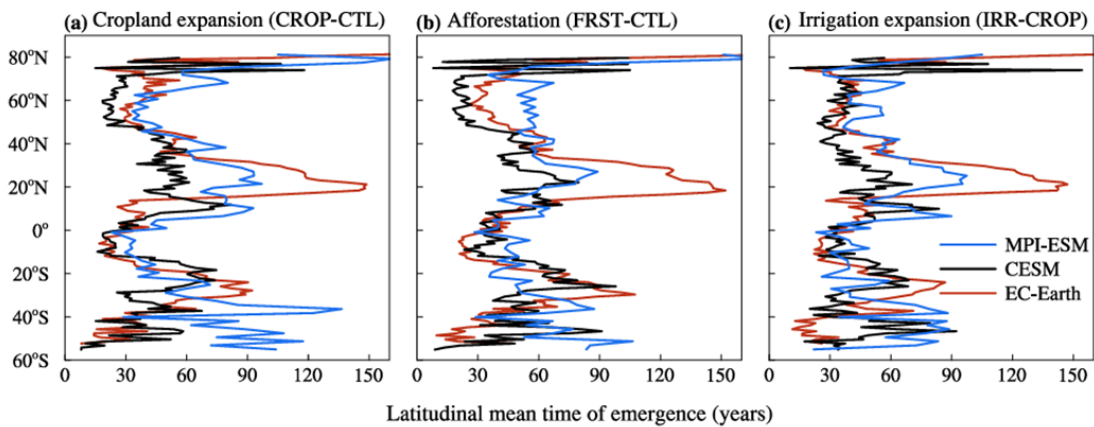 (a) Cropland expansion (CROP-CTL)
(b) Afforestation (FRST-CTL)
(c) Irrigation expansion (IRR-CROP)
80°N
60°N
40°N
20°N
0°
20°S
40°S
60°S
MPI-ESM
CESM
EC-Earth
0 30 60 90 120 150
0 30 60 90 120 150
0 30 60 90 120 150
Latitudinal mean time of emergence (years)